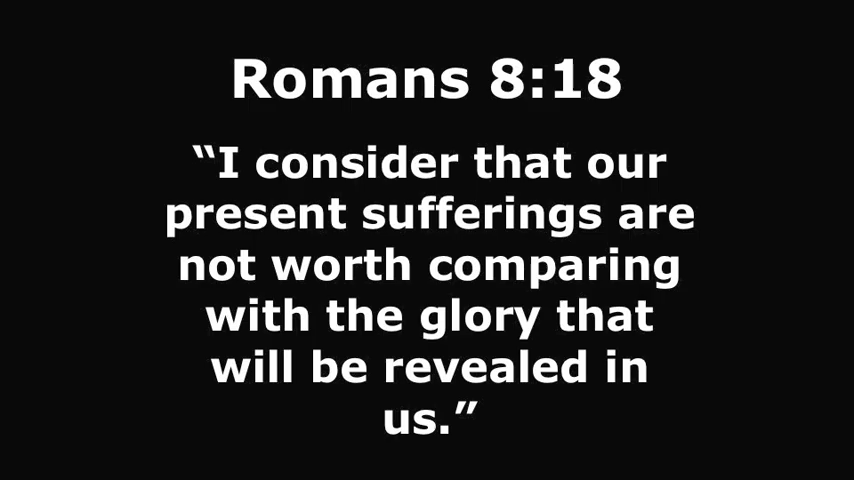 Romans 8:18
“I consider that our
present sufferings are
not worth comparing
with the glory that
will be revealed in
us.”